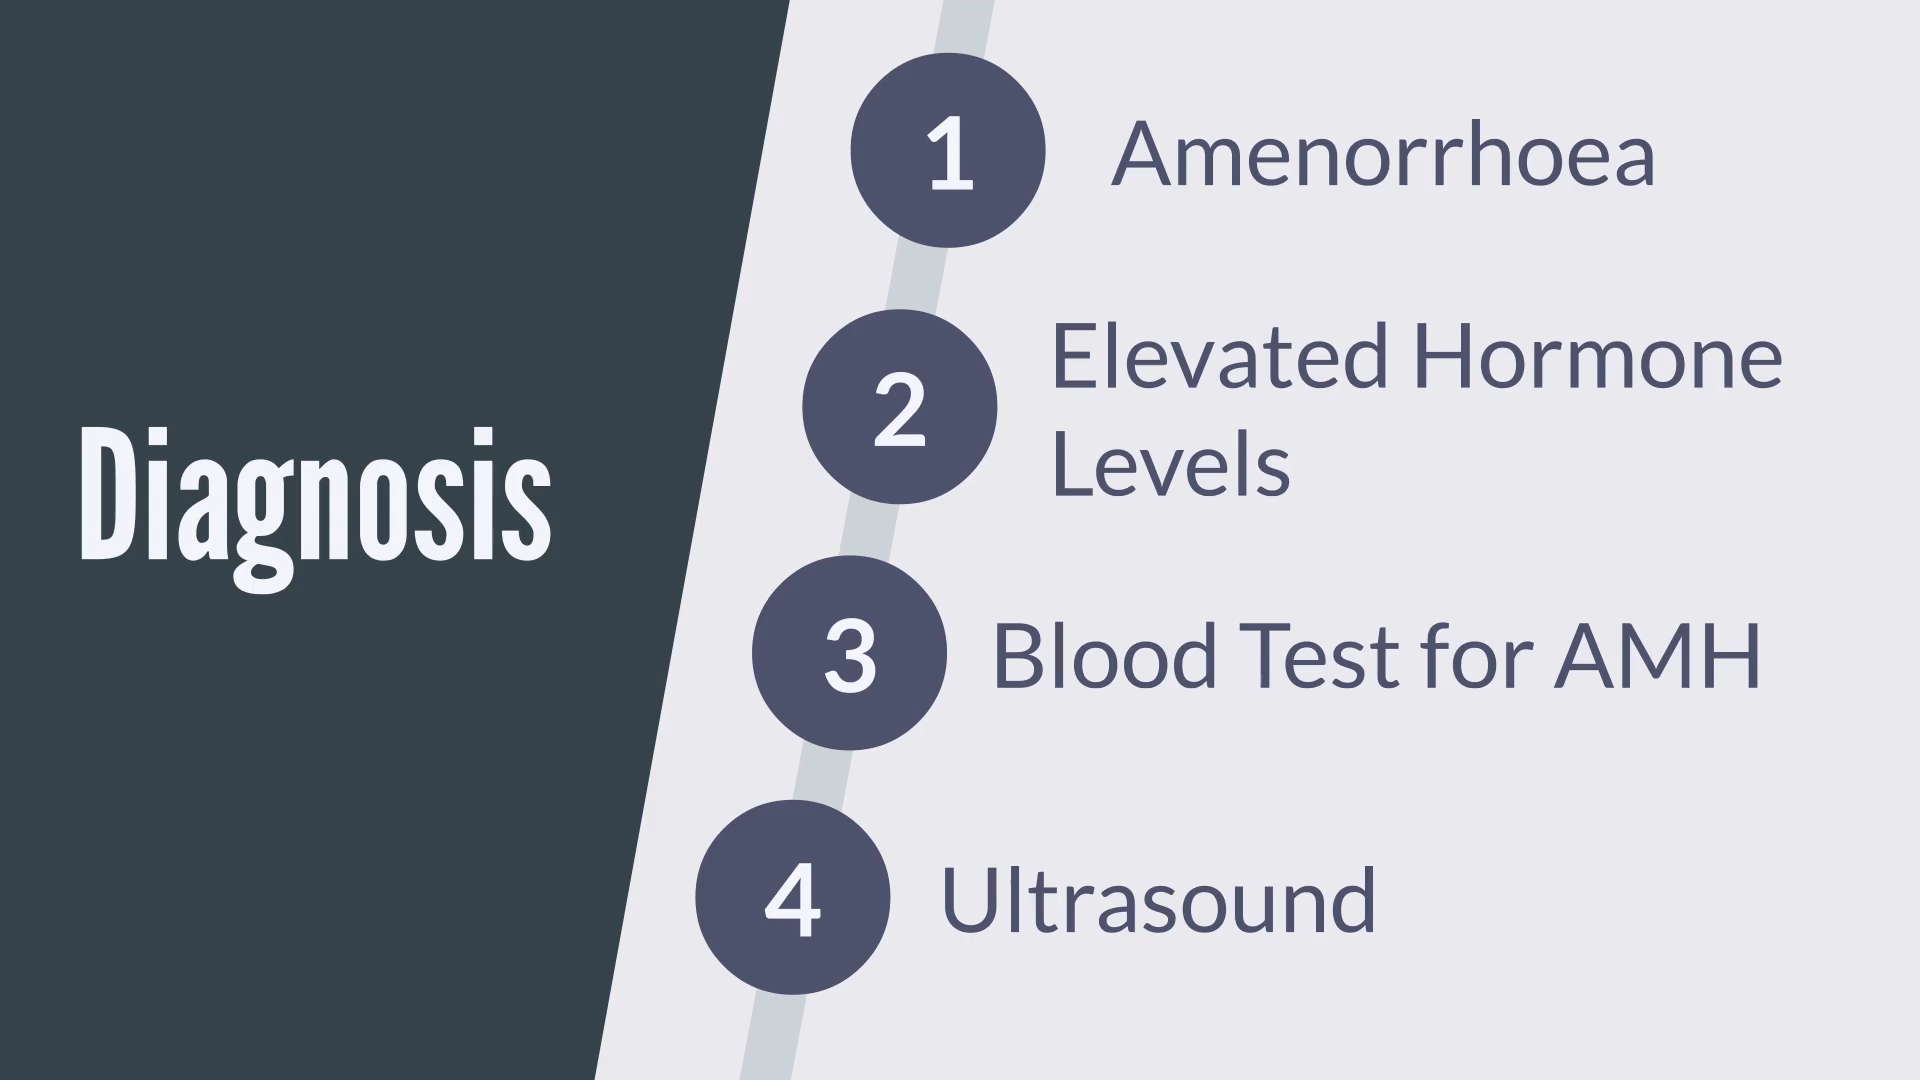 Diagnosis
1
Amenorrhoea
2
Elevated Hormone
Levels
3
Blood Test for AMH
4
Ultrasound